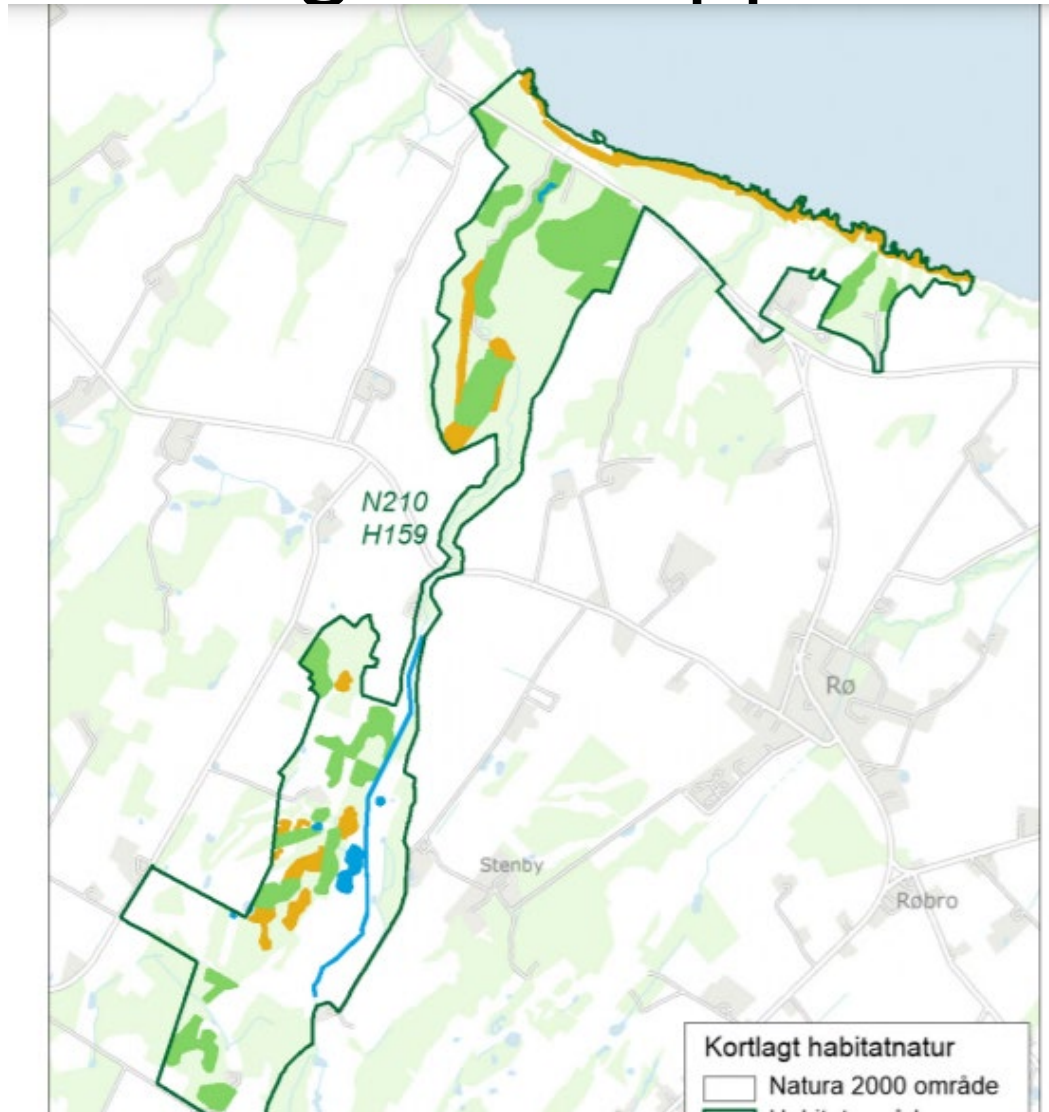 N210
H159
Rø
Stenby
Røbro
Kortlagt habitatnatur
Natura 2000 område